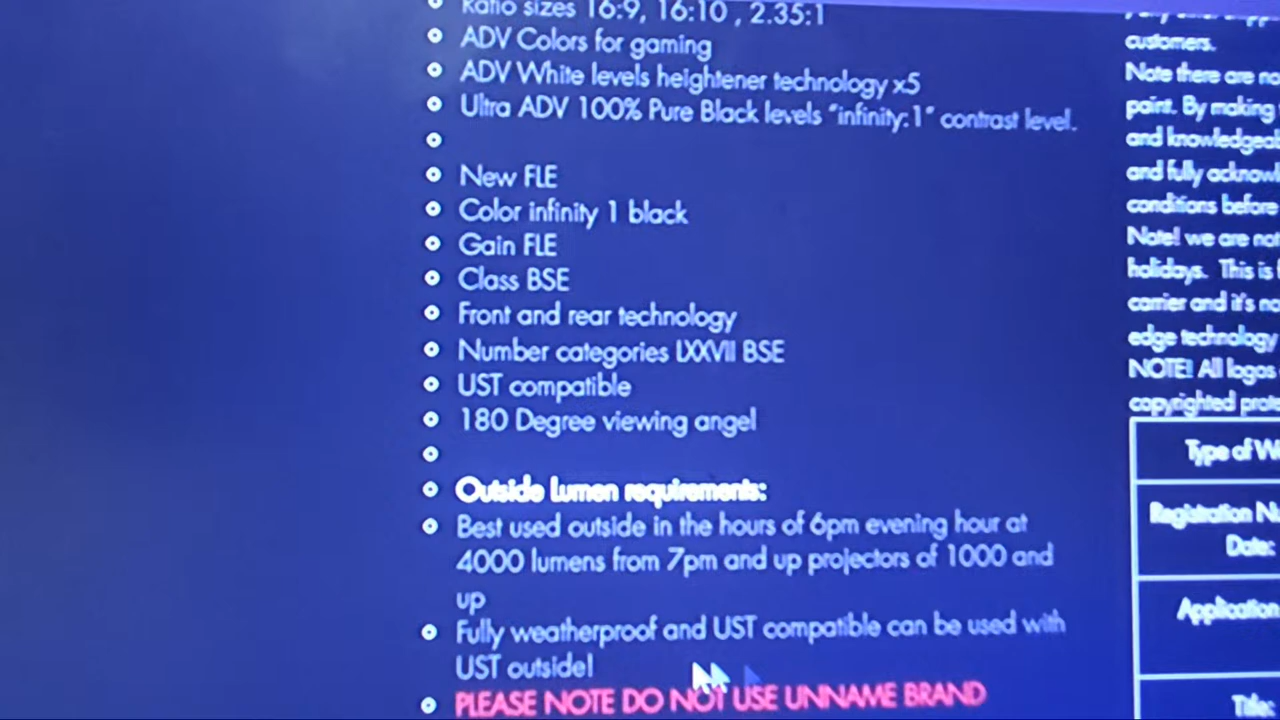 Ratio sizes 16:9, 16:10 , 2.35:1
ADV Colors for gaming
ADV White levels heightener technology x5
Ultra ADV 100% Pure Black levels “infinity:1” contrast level.
New FLE
Color infinity 1 black
Gain FLE
Class BSE
Front and rear technology
Number categories LXXVII BSE
UST compatible
180 Degree viewing angel
Outside Lumen requirements:
Best used outside in the hours of 6pm evening hour at
4000 lumens from 7pm and up projectors of 1000 and
up
Fully weatherproof and UST compatible can be used with
UST outside!
PLEASE NOTE DO NOT USE UNNAME BRAND
customers.
Note there are
paint. By making
and
and fully
conditions before
Note! we are not
holidays. This is
carrier and it's
edge technology
NOTE! All logos
copyrighted
Type of
Registration
Date:
Application
Title: